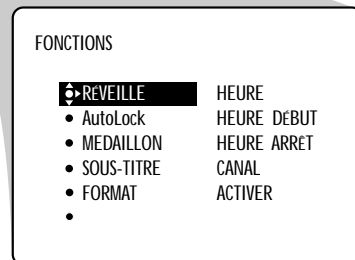 FONCTIONS
RÉVEILLE HEURE
• AutoLock HEURE DÉBUT
• MEDAILLON HEURE ARRÊT
• SOUS-TITRE CANAL
• FORMAT ACTIVER
•